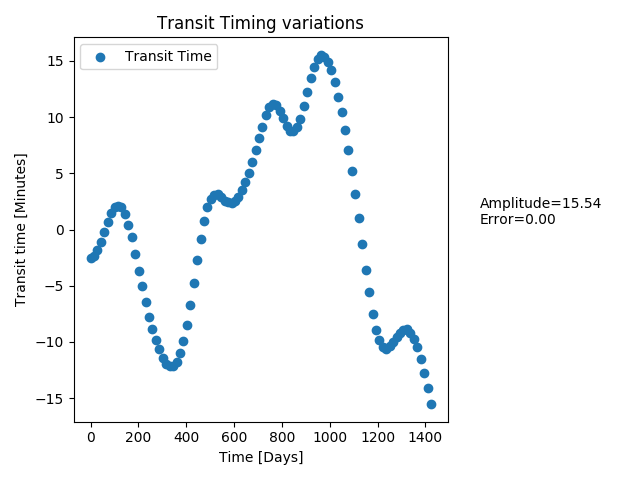 Transit Timing variations
Transit Time
15
10
5
0
−5
−10
−15
Transit time [Minutes]
0 200 400 600 800 1000 1200 1400
Time [Days]
Amplitude=15.54
Error=0.00